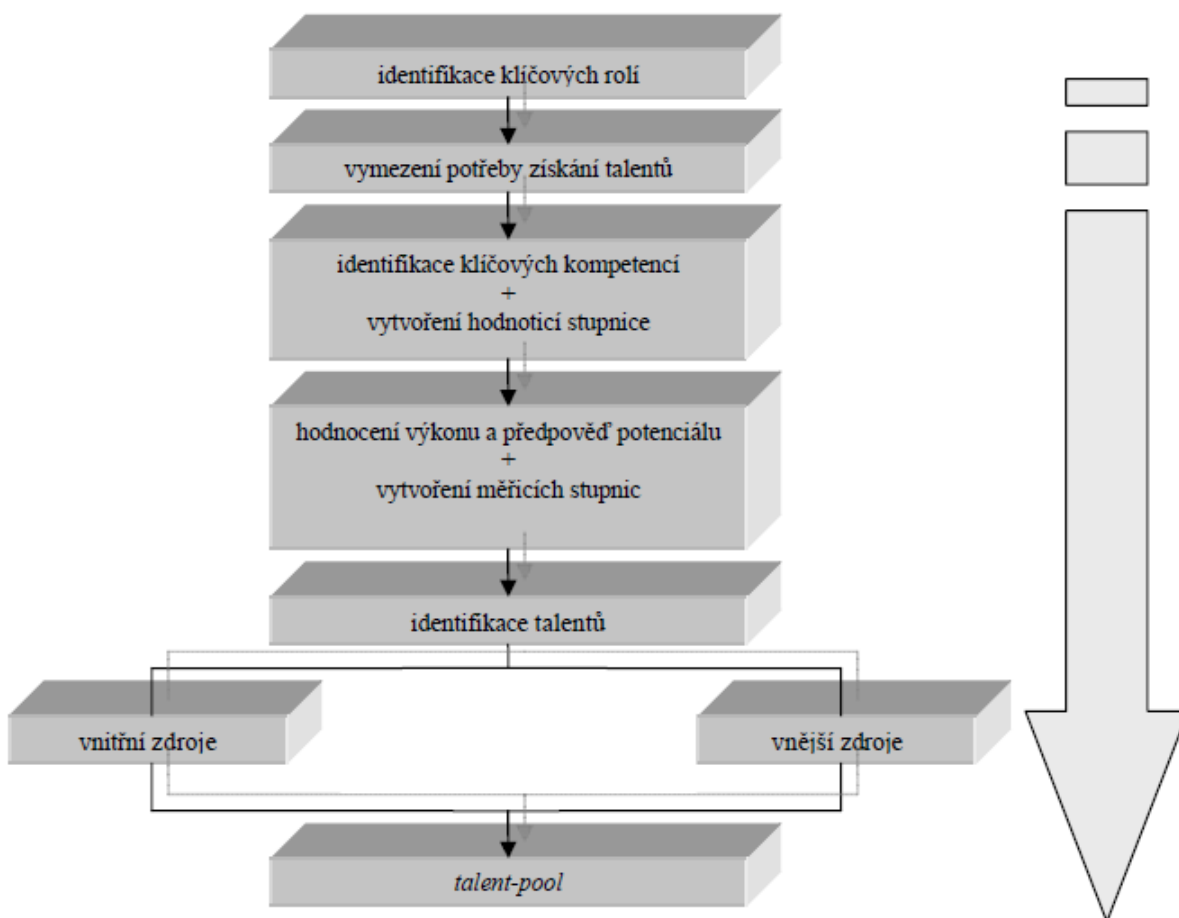 identifikace klíčových rolí
vymezení potřeby získání talentů
identifikace klíčových kompetencí
+
vytvoření hodnoticí stupnice
hodnocení výkonu a předpověď potenciálu
+
vytvoření měřicích stupnic
identifikace talentů
vnitřní zdroje
vnější zdroje
talent-pool